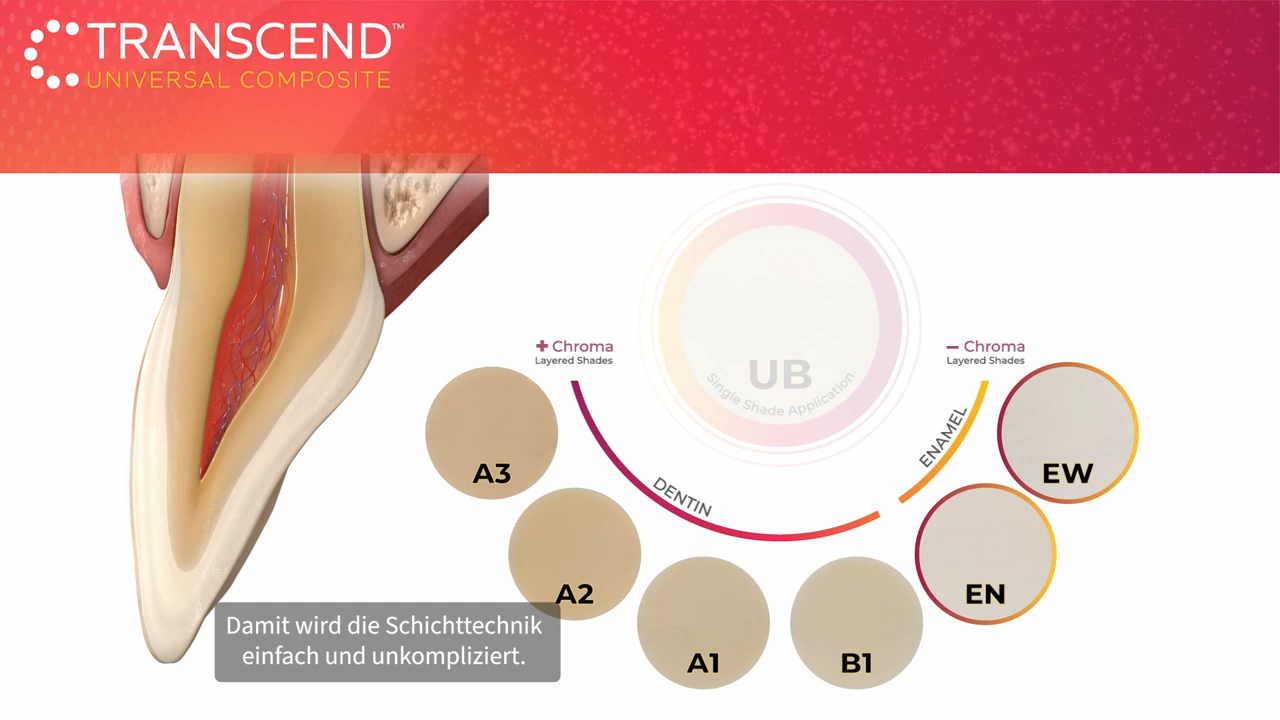 TRANSCEND™
UNIVERSAL COMPOSITE
UB
Single Shade Application
+ Chroma
Layered Shades
− Chroma
Layered Shades
DENTIN
ENAMEL
A3
A2
A1
B1
EN
EW
Damit wird die Schichttechnik
einfach und unkompliziert.